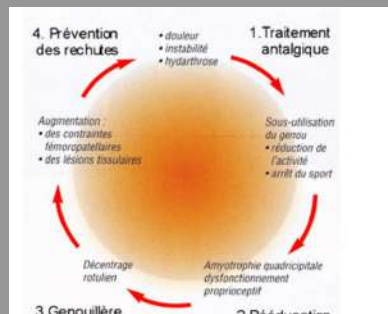 4. Prévention
des rechutes
• douleur
• instabilité
• hydarthrose
1.Traitement
antalgique
Augmentation :
• des contraintes
fémoropatellaires
• des lésions tissulaires
Sous-utilisation
du genou
• réduction de
l'activité
• arrêt du sport
Décentrage
rotulien
Amyotrophie quadricipitale
dysfonctionnement
proprioceptif
3.Genouillère
2.Rééducation